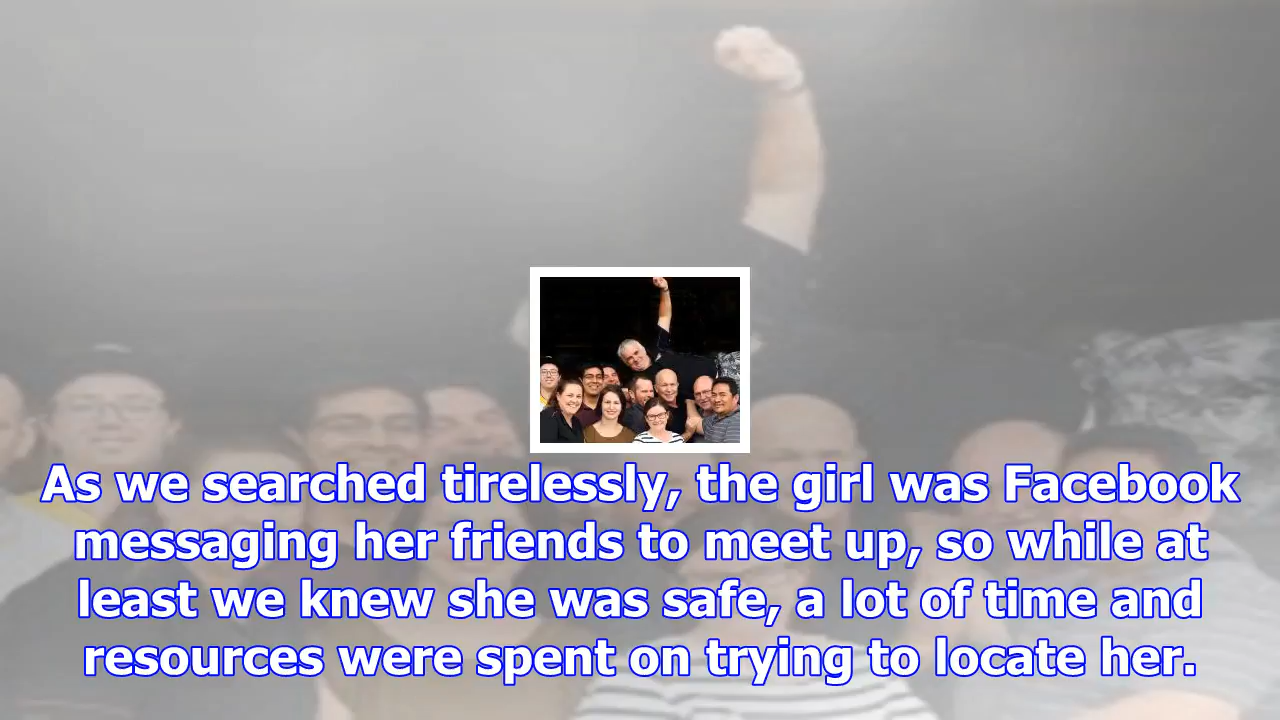 As we searched tirelessly, the girl was Facebook
messaging her friends to meet up, so while at
least we knew she was safe, a lot of time and
resources were spent on trying to locate her.